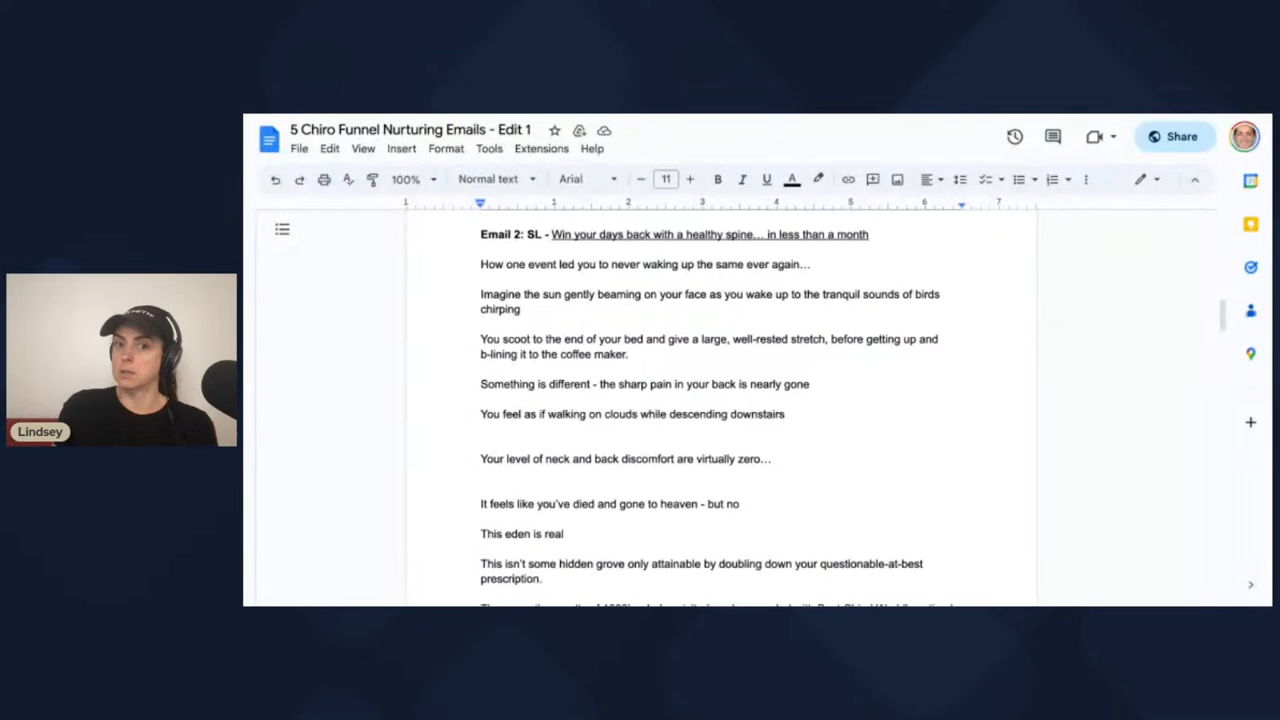 5 Chiro Funnel Nurturing Emails - Edit 1
File Edit View Insert Format Tools Extensions Help
Share
100% Normal text Arial 11
1 1 2 3 4 5 6 7
Email 2: SL - Win your days back with a healthy spine… in less than a month
How one event led you to never waking up the same ever again…
Imagine the sun gently beaming on your face as you wake up to the tranquil sounds of birds
chirping
You scoot to the end of your bed and give a large, well-rested stretch, before getting up and
b-lining it to the coffee maker.
Something is different - the sharp pain in your back is nearly gone
You feel as if walking on clouds while descending downstairs
Your level of neck and back discomfort are virtually zero…
It feels like you've died and gone to heaven - but no
This eden is real
This isn't some hidden grove only attainable by doubling down your questionable-at-best
prescription.
Lindsey